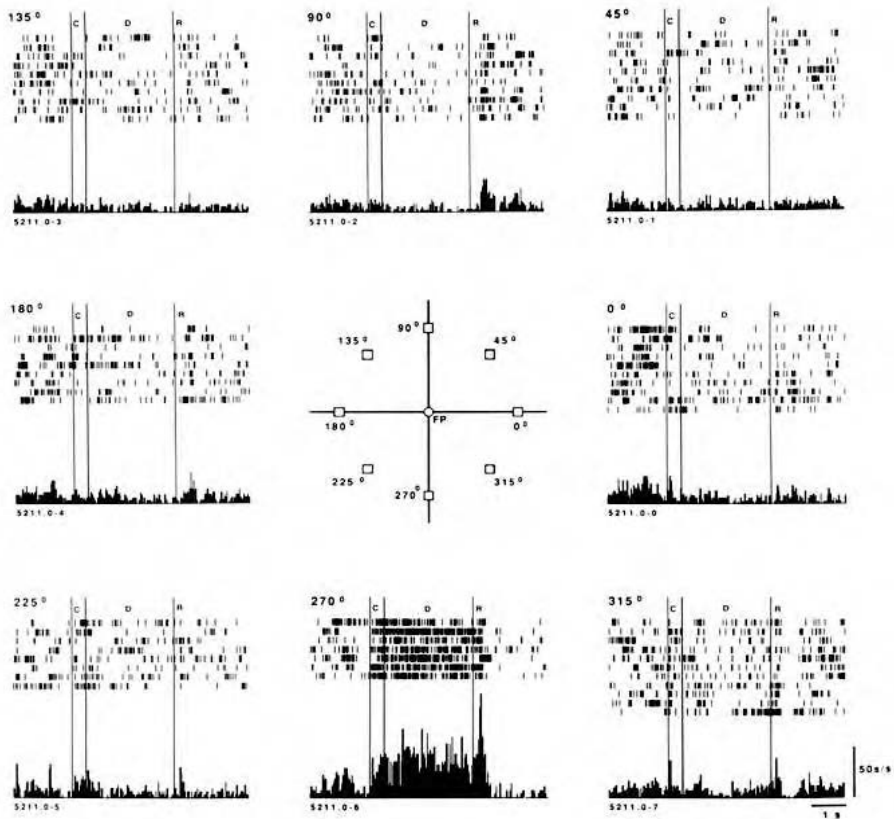 135°
C D R
5211.0-3
90°
C D R
5211.0-2
45°
C D R
5211.0-1
180°
C D R
5211.0-4
90°
135°
45°
180°
FP
0°
225°
315°
270°
0°
C D R
5211.0-0
225°
C D R
5211.0-5
270°
C D R
5211.0-6
315°
C D R
5211.0-7
50s/s
1 s